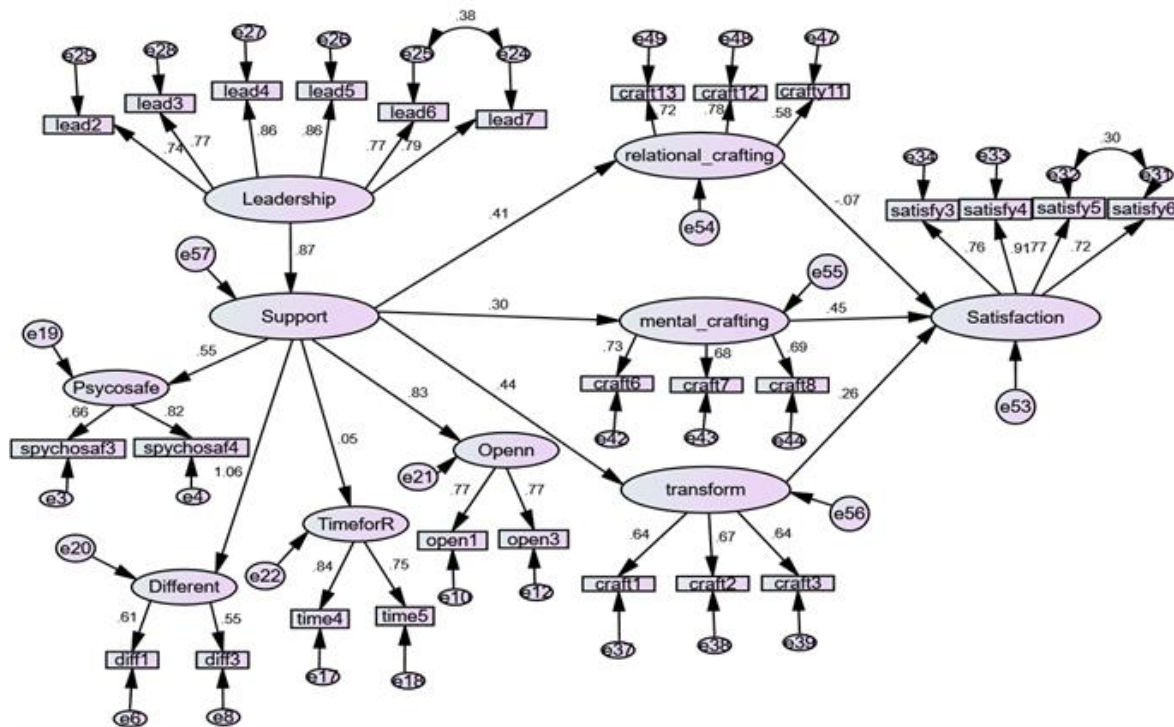 .38
e29
e28
e27
e26
e25
e24
lead2
lead3
lead4
lead5
lead6
lead7
.74
.77
.86
.86
.77
.79
Leadership
.87
e57
Support
e49
e48
e47
craft13
craft12
crafty11
.72
.78
.58
relational_crafting
e54
.41
-.07
.30
e34
e33
e32
e31
satisfy3
satisfy4
satisfy5
satisfy6
.76
.91
.77
.72
Satisfaction
e53
.30
e55
mental_crafting
.45
.73
.68
.69
craft6
craft7
craft8
e42
e43
e44
.44
.26
e19
.55
Psycosafe
.66
.82
spychosaf3
spychosaf4
e3
e4
1.06
.05
.83
e21
Openn
.77
.77
open1
open3
e10
e12
e20
Different
.61
.55
diff1
diff3
e6
e8
e22
TimeforR
.84
.75
time4
time5
e17
e18
transform
e56
.64
.67
.64
craft1
craft2
craft3
e37
e38
e39